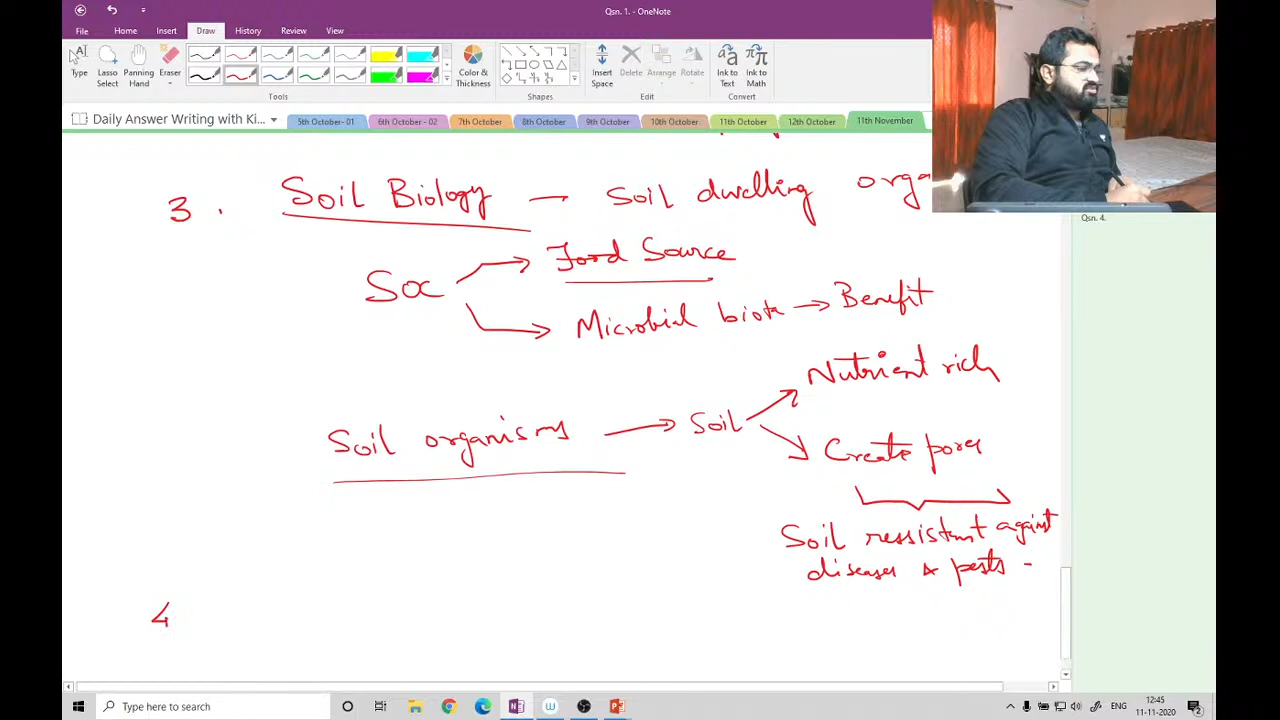 Qsn. 1. - OneNote
File Home Insert Draw History Review View
Type Lasso Select Panning Hand Eraser Color & Thickness Insert Space Delete Arrange Rotate Ink to Text Ink to Math
Tools Shapes Edit Convert
Daily Answer Writing with Ki... 5th October- 01 6th October - 02 7th October 8th October 9th October 10th October 11th October 12th October 11th November
Qsn. 4.
3. Soil Biology — Soil dwelling orga
SOC
Food Source
Microbial biota → Benefit
Soil organisms → Soil
Nutrient rich
Create pores
Soil ressistant against
diseases & pests -
4
Type here to search
ENG 12:45
11-11-2020
2